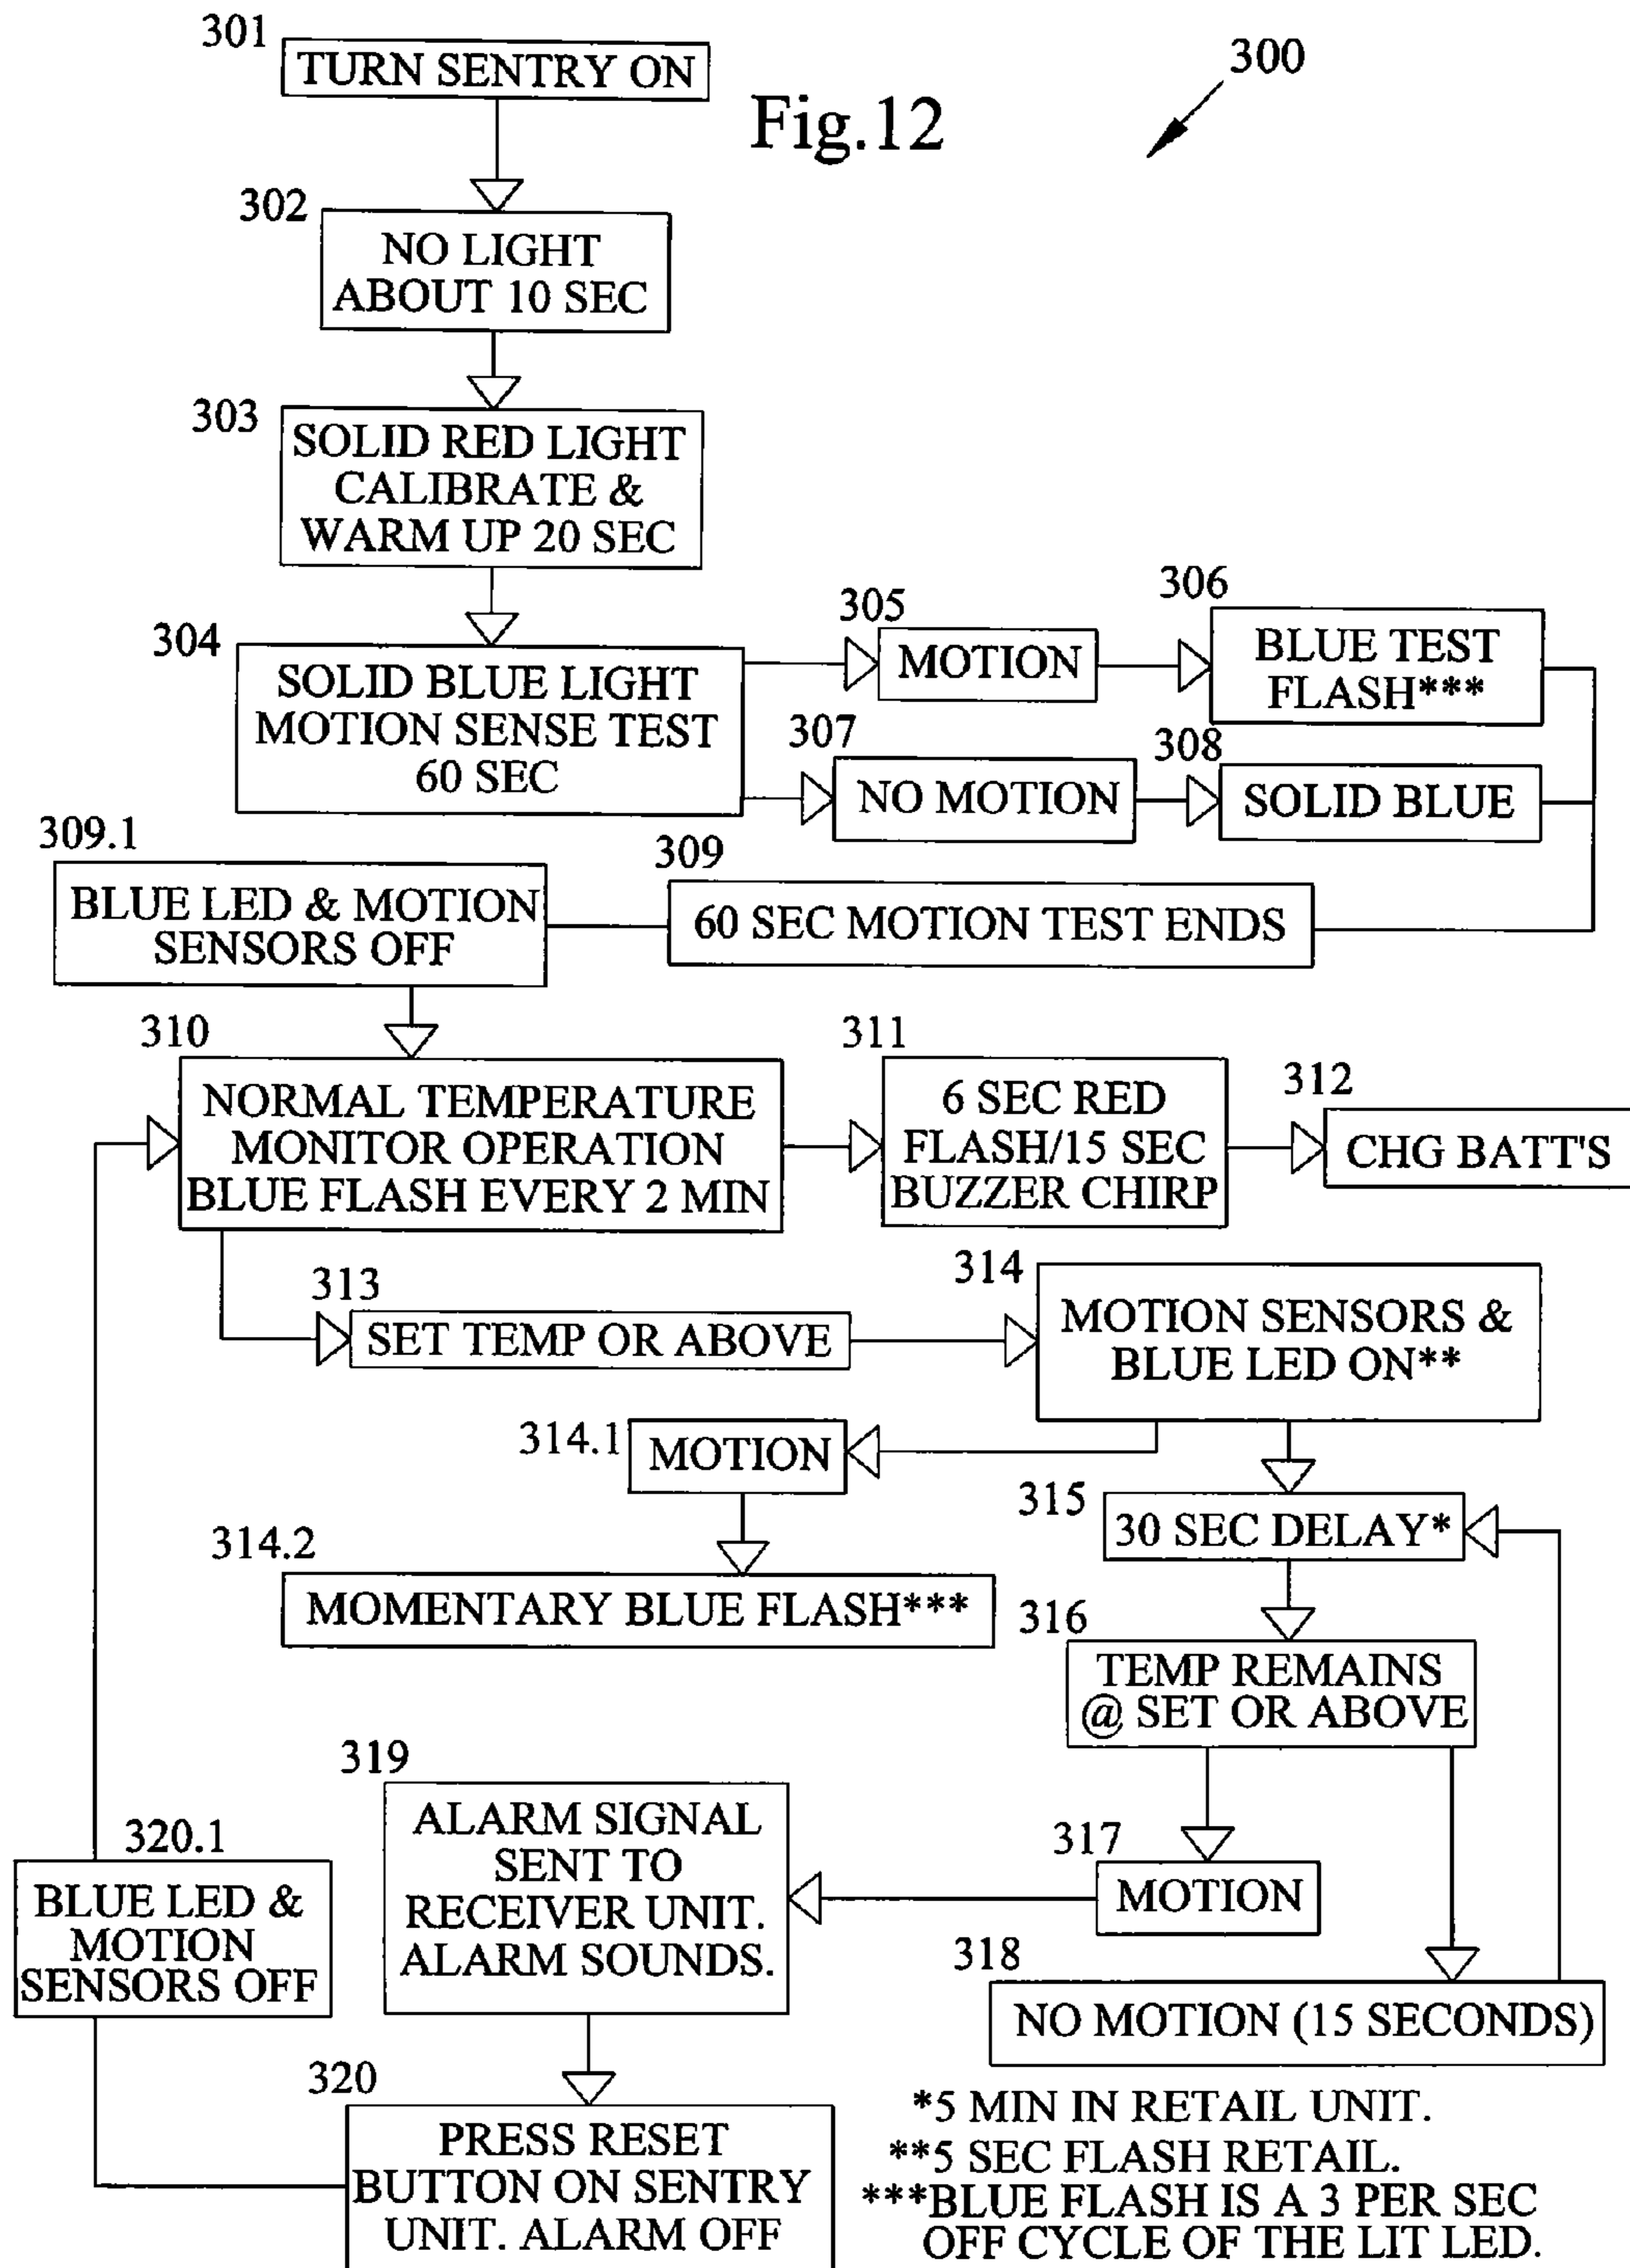 301
TURN SENTRY ON
300
Fig.12
302
NO LIGHT
ABOUT 10 SEC
303
SOLID RED LIGHT
CALIBRATE &
WARM UP 20 SEC
304
SOLID BLUE LIGHT
MOTION SENSE TEST
60 SEC
305
MOTION
306
BLUE TEST
FLASH***
307
NO MOTION
308
SOLID BLUE
309
60 SEC MOTION TEST ENDS
309.1
BLUE LED & MOTION
SENSORS OFF
310
NORMAL TEMPERATURE
MONITOR OPERATION
BLUE FLASH EVERY 2 MIN
311
6 SEC RED
FLASH/15 SEC
BUZZER CHIRP
312
CHG BATT'S
313
SET TEMP OR ABOVE
314
MOTION SENSORS &
BLUE LED ON**
314.1
MOTION
314.2
MOMENTARY BLUE FLASH***
315
30 SEC DELAY*
316
TEMP REMAINS
@ SET OR ABOVE
317
MOTION
318
NO MOTION (15 SECONDS)
319
ALARM SIGNAL
SENT TO
RECEIVER UNIT.
ALARM SOUNDS.
320
PRESS RESET
BUTTON ON SENTRY
UNIT. ALARM OFF
320.1
BLUE LED &
MOTION
SENSORS OFF
*5 MIN IN RETAIL UNIT.
**5 SEC FLASH RETAIL.
***BLUE FLASH IS A 3 PER SEC
OFF CYCLE OF THE LIT LED.